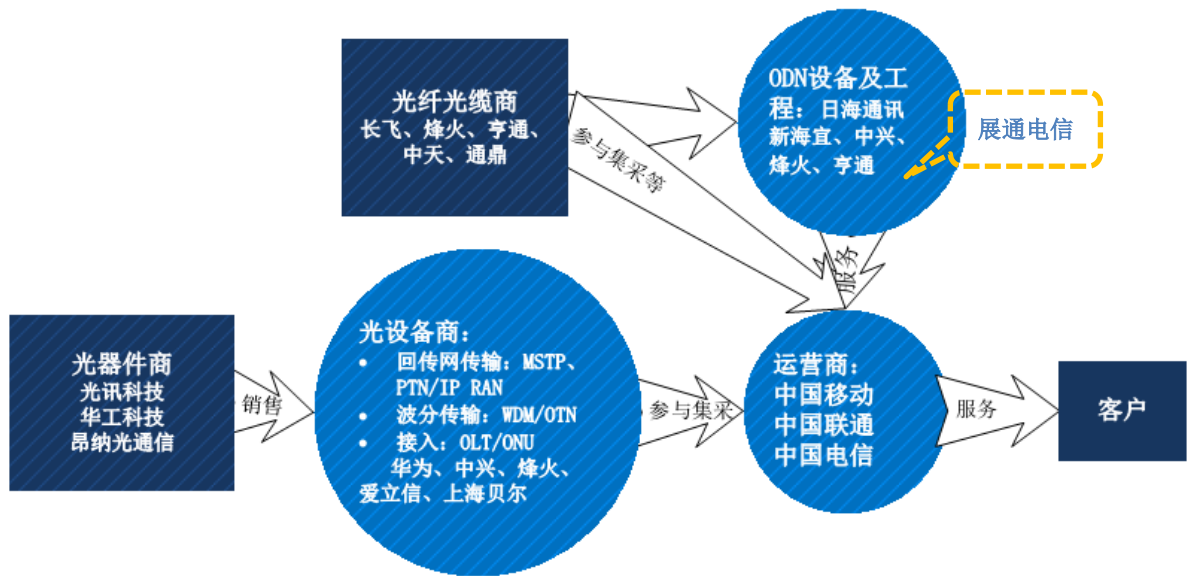 光纤光缆商
长飞、烽火、亨通、
中天、通鼎
参与集采等
ODN设备及工
程：日海通讯
新海宜、中兴、
烽火、亨通
展通电信
服务
光器件商
光讯科技
华工科技
昂纳光通信
销售
光设备商：
• 回传网传输：MSTP、
PTN/IP RAN
• 波分传输：WDM/OTN
• 接入：OLT/ONU
华为、中兴、烽火、
爱立信、上海贝尔
参与集采
运营商：
中国移动
中国联通
中国电信
服务
客户